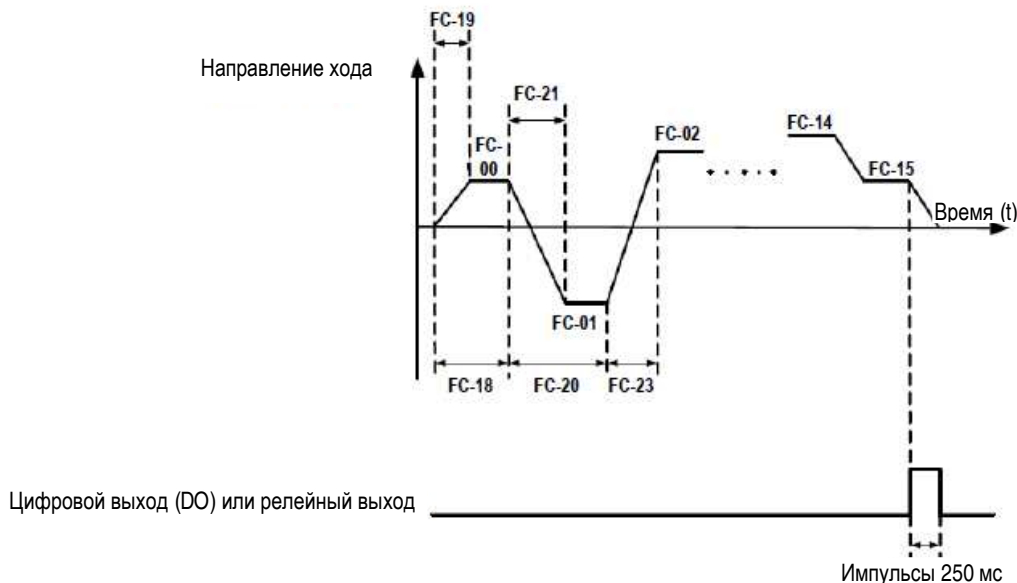 FC-19
Направление хода
FC-21
FC-
00
FC-02
FC-14
FC-15
Время (t)
FC-01
FC-18
FC-20
FC-23
Цифровой выход (DO) или релейный выход
Импульсы 250 мс